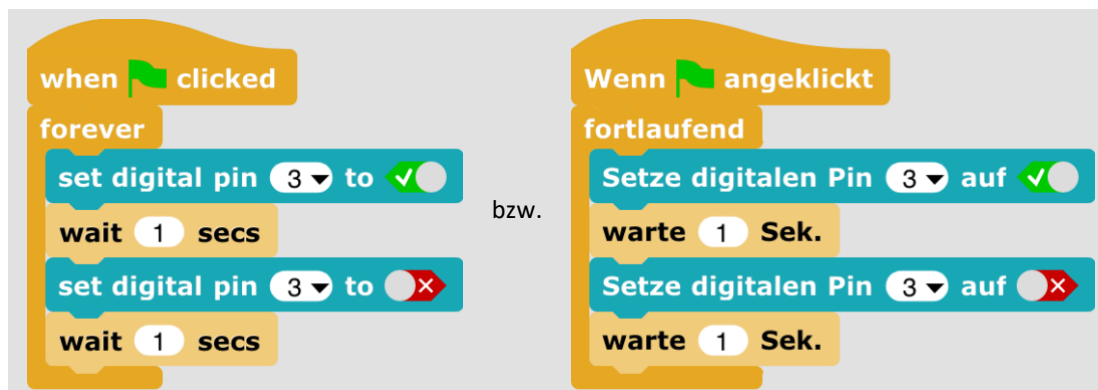 when clicked
forever
set digital pin 3 to
wait 1 secs
set digital pin 3 to
wait 1 secs
bzw.
Wenn angeklickt
fortlaufend
Setze digitalen Pin 3 auf
warte 1 Sek.
Setze digitalen Pin 3 auf
warte 1 Sek.